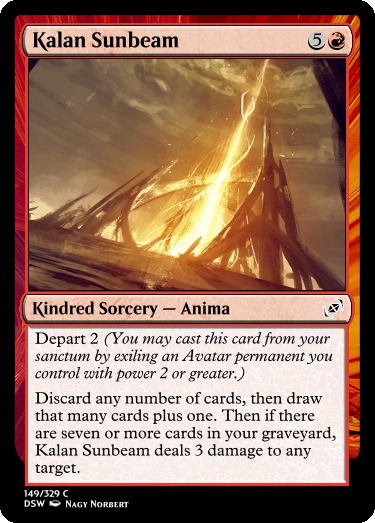 Kalan Sunbeam 5
Kindred Sorcery — Anima
Depart 2 (You may cast this card from your
sanctum by exiling an Avatar permanent you
control with power 2 or greater.)
Discard any number of cards, then draw
that many cards plus one. Then if there
are seven or more cards in your graveyard,
Kalan Sunbeam deals 3 damage to any
target.
149/329 C
DSW Nagy Norbert